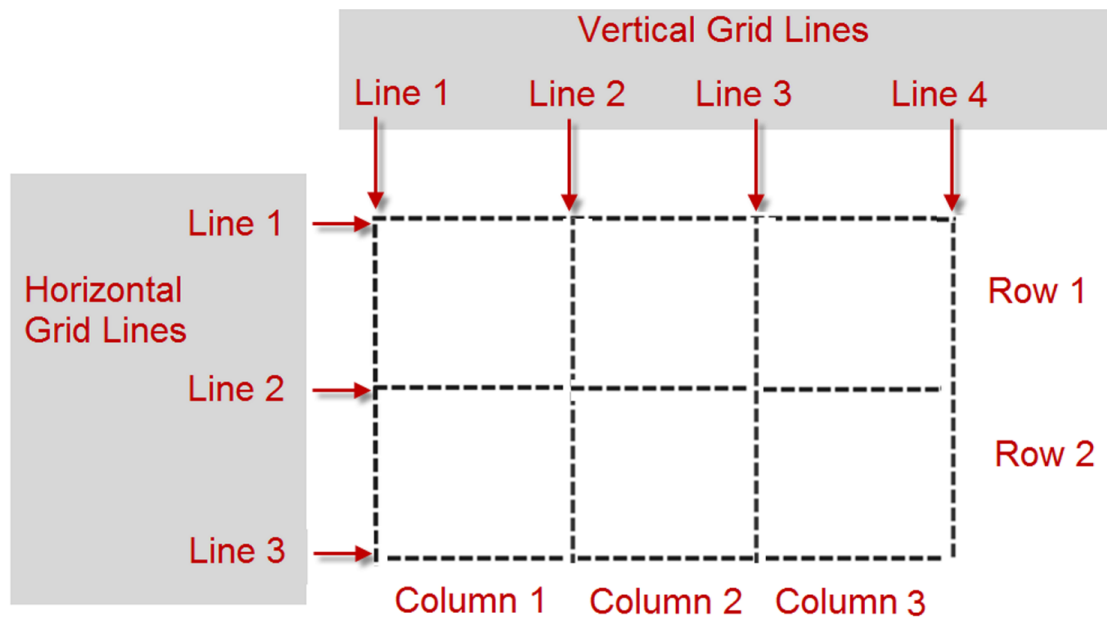 Vertical Grid Lines
Line 1 Line 2 Line 3 Line 4
Line 1
Horizontal
Grid Lines
Row 1
Line 2
Row 2
Line 3
Column 1 Column 2 Column 3